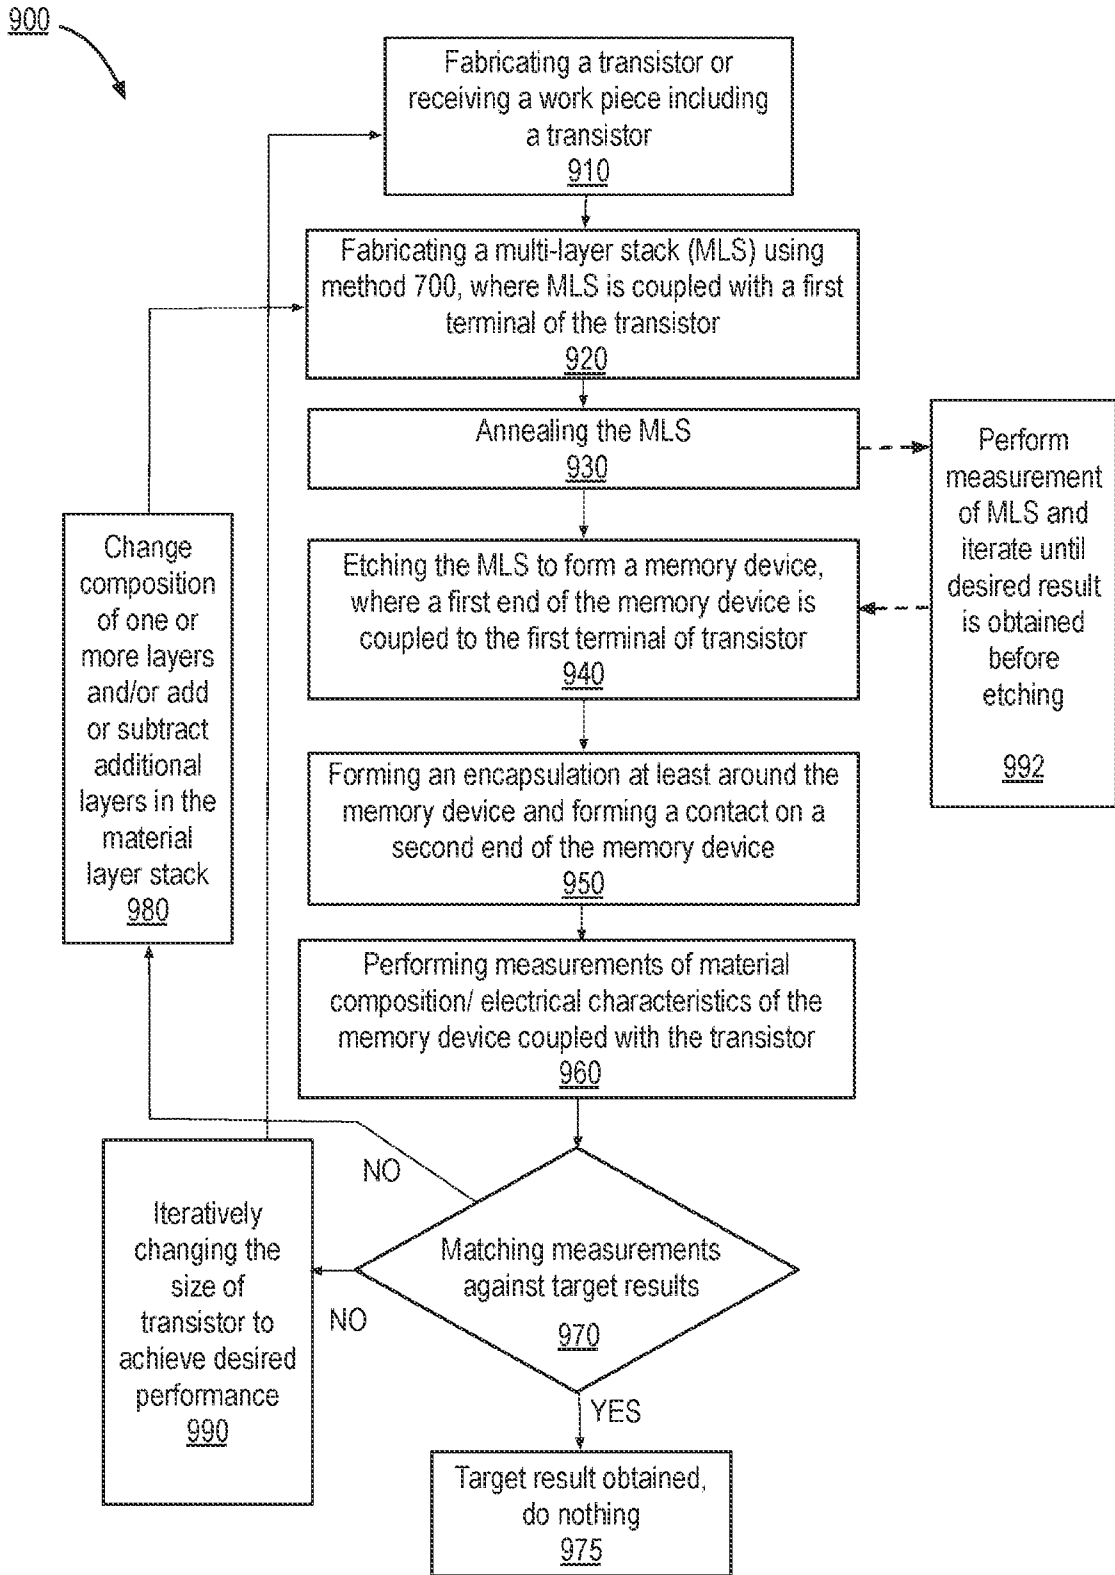 900
Fabricating a transistor or
receiving a work piece including
a transistor
910
Fabricating a multi-layer stack (MLS) using
method 700, where MLS is coupled with a first
terminal of the transistor
920
Annealing the MLS
930
Perform
measurement
of MLS and
iterate until
desired result
is obtained
before
etching
992
Etching the MLS to form a memory device,
where a first end of the memory device is
coupled to the first terminal of transistor
940
Change
composition
of one or
more layers
and/or add
or subtract
additional
layers in the
material
layer stack
980
Forming an encapsulation at least around the
memory device and forming a contact on a
second end of the memory device
950
Performing measurements of material
composition/ electrical characteristics of the
memory device coupled with the transistor
960
NO
Matching measurements
against target results
970
NO
Iteratively
changing the
size of
transistor to
achieve desired
performance
990
YES
Target result obtained,
do nothing
975